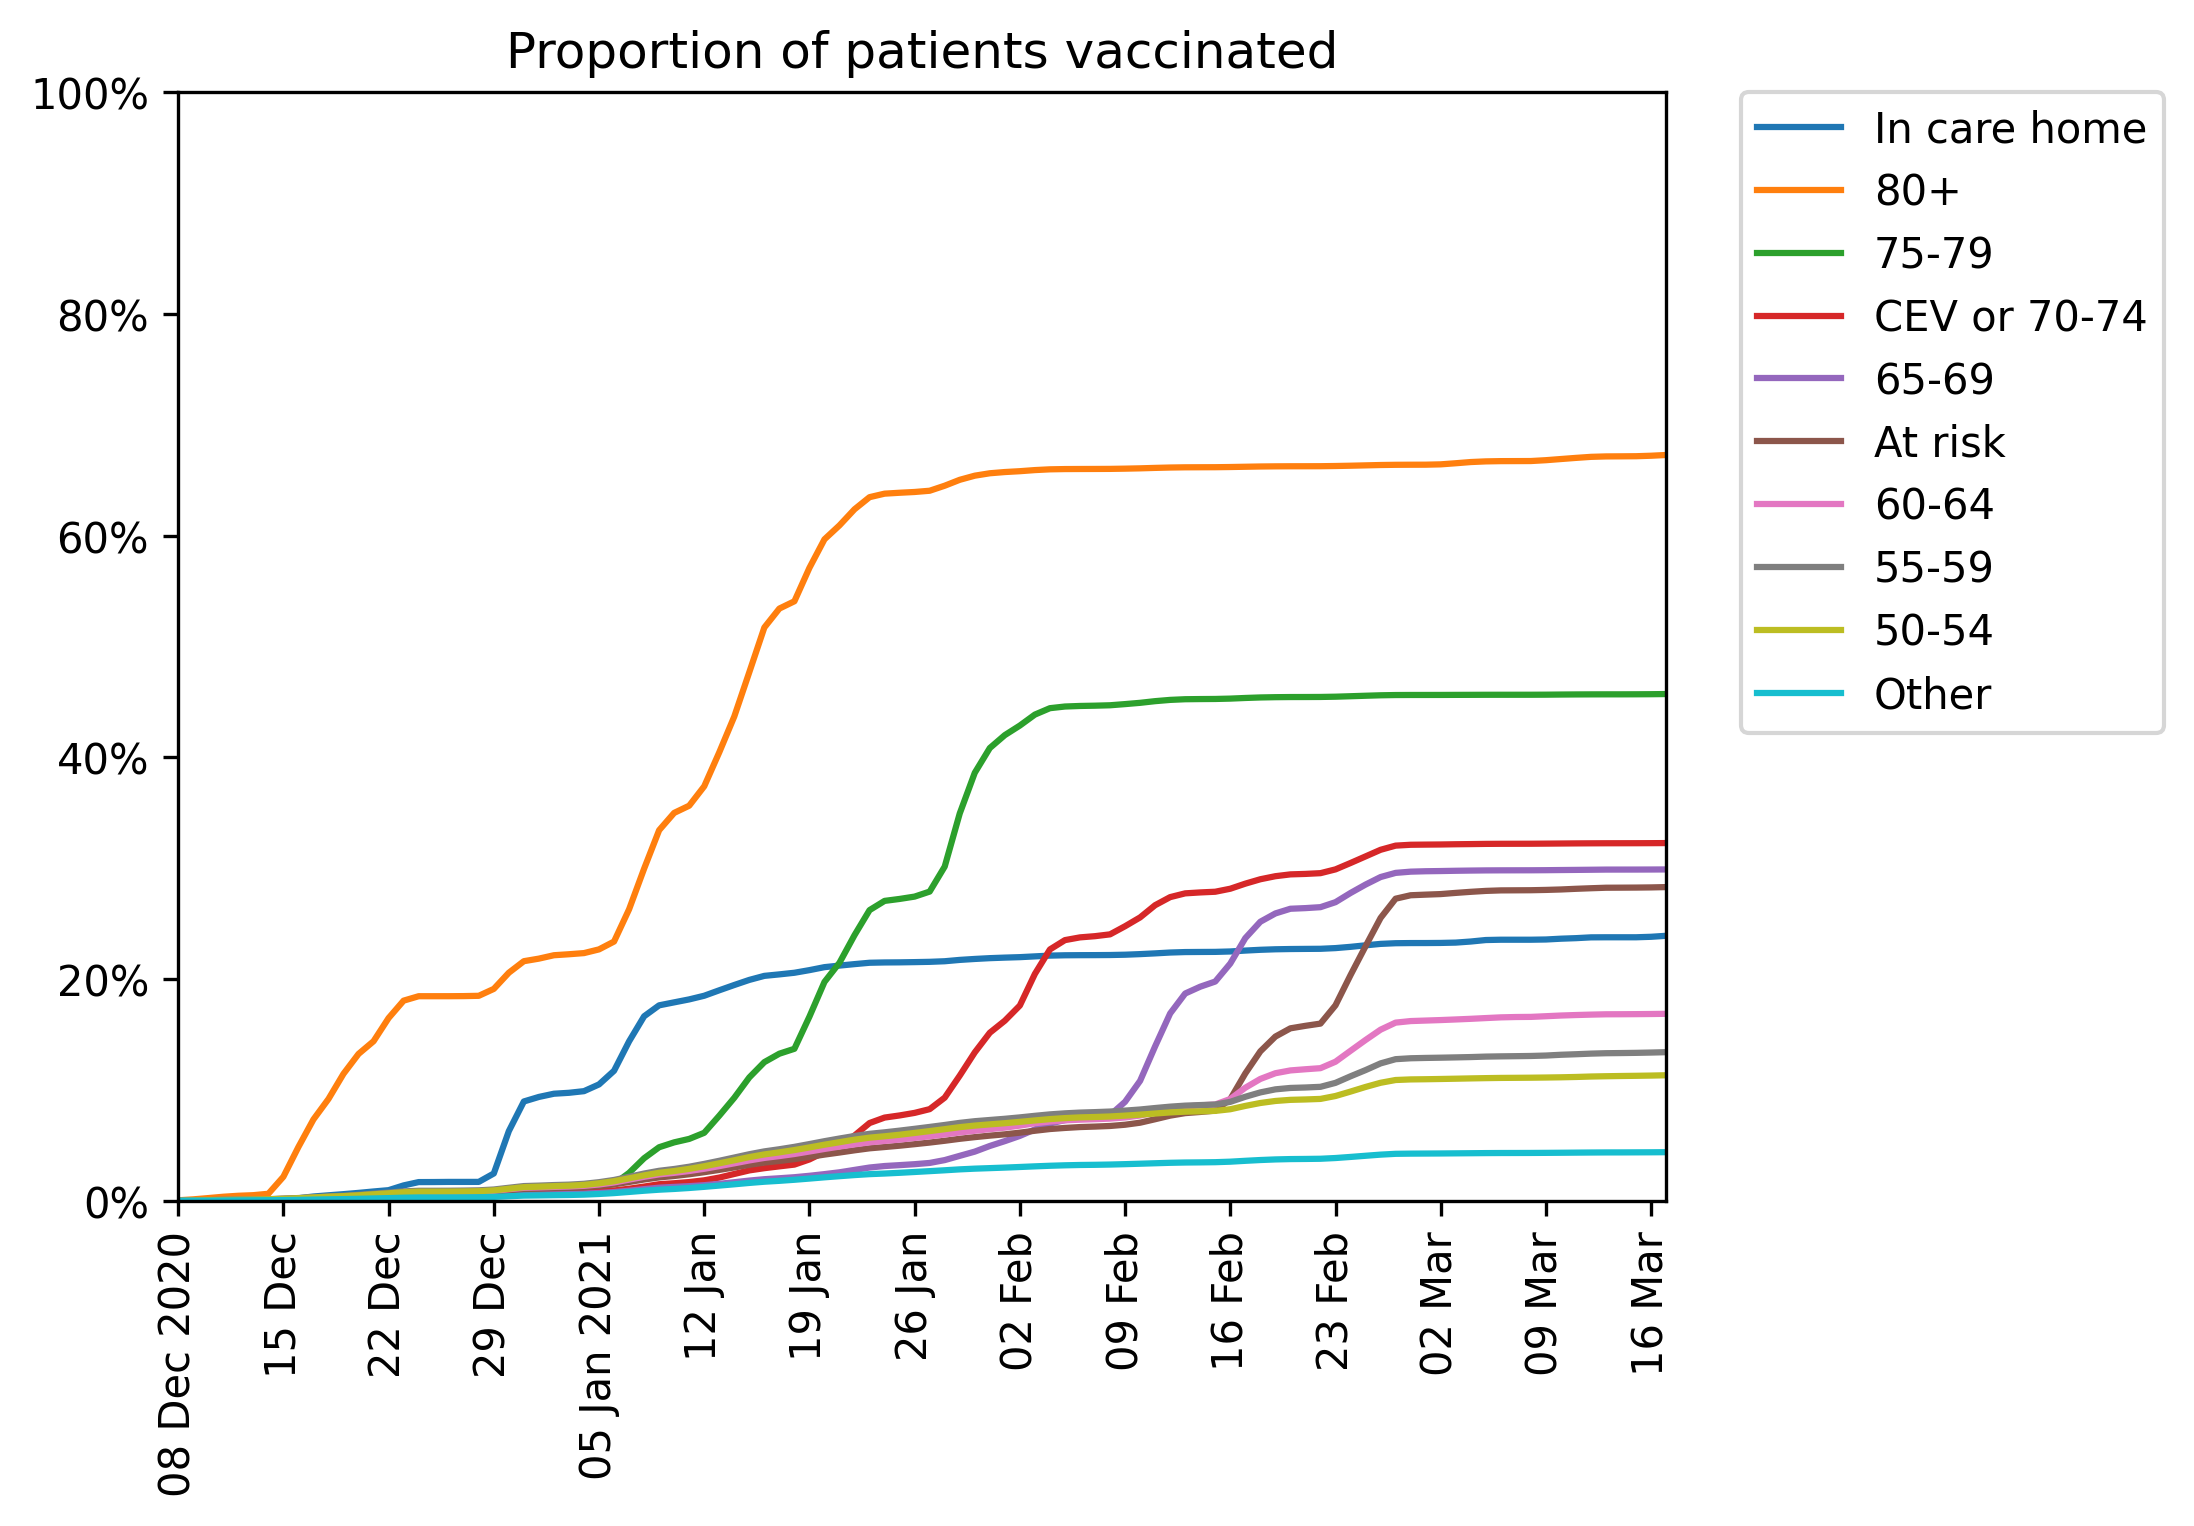 Proportion of patients vaccinated
100%
80%
60%
40%
20%
0%
08 Dec 2020
15 Dec
22 Dec
29 Dec
05 Jan 2021
12 Jan
19 Jan
26 Jan
02 Feb
09 Feb
16 Feb
23 Feb
02 Mar
09 Mar
16 Mar
In care home
80+
75-79
CEV or 70-74
65-69
At risk
60-64
55-59
50-54
Other